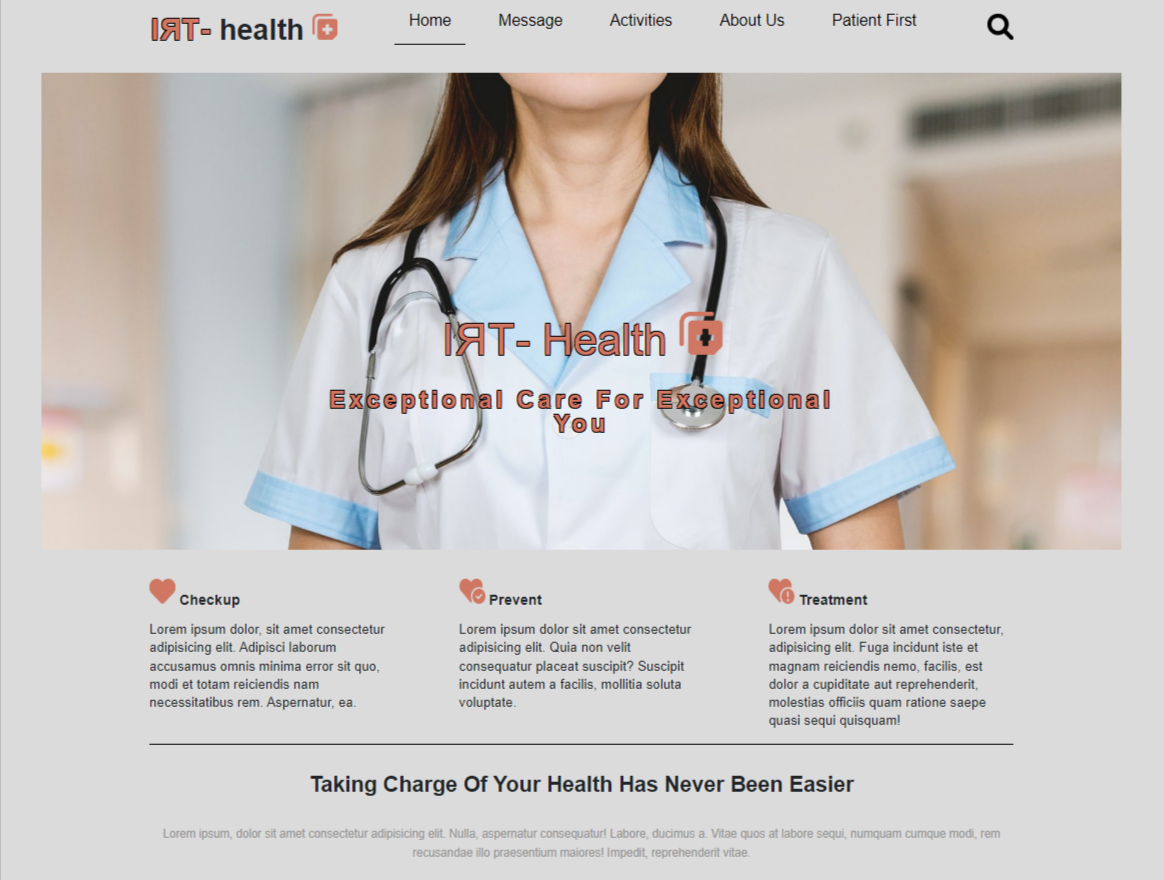 IЯT- health
Home Message Activities About Us Patient First
IЯT- Health
Exceptional Care For Exceptional
You
Checkup
Lorem ipsum dolor, sit amet consectetur
adipisicing elit. Adipisci laborum
accusamus omnis minima error sit quo,
modi et totam reiciendis nam
necessitatibus rem. Aspernatur, ea.
Prevent
Lorem ipsum dolor sit amet consectetur
adipisicing elit. Quia non velit
consequatur placeat suscipit? Suscipit
incidunt autem a facilis, mollitia soluta
voluptate.
Treatment
Lorem ipsum dolor sit amet consectetur,
adipisicing elit. Fuga incidunt iste et
magnam reiciendis nemo, facilis, est
dolor a cupiditate aut reprehenderit,
molestias officiis quam ratione saepe
quasi sequi quisquam!
Taking Charge Of Your Health Has Never Been Easier
Lorem ipsum, dolor sit amet consectetur adipisicing elit. Nulla, aspernatur consequatur! Labore, ducimus a. Vitae quos at labore sequi, numquam cumque modi, rem
recusandae illo praesentium maiores! Impedit, reprehenderit vitae.